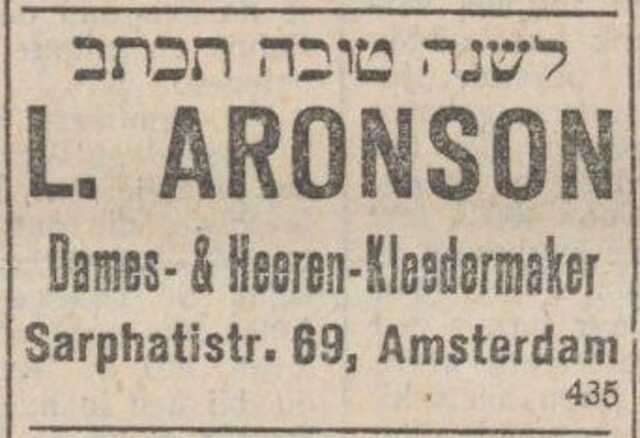 לשנה טובה תכתב
L. ARONSON
Dames- & Heeren-Kleedermaker
Sarphatistr. 69, Amsterdam
435